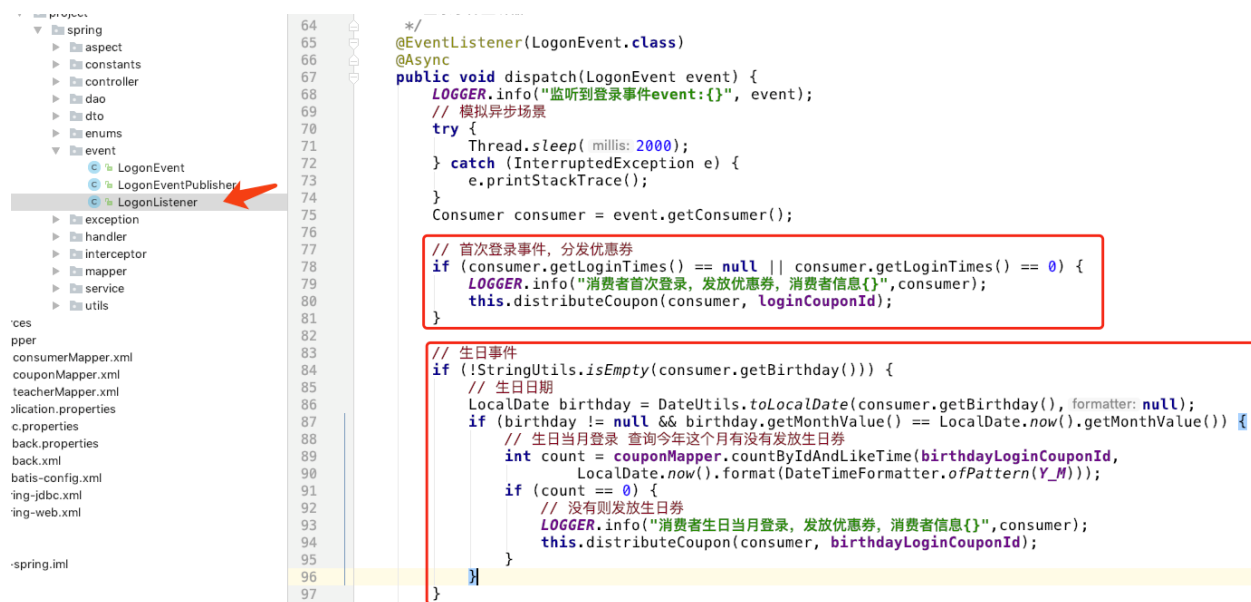 project
spring
aspect
constants
controller
dao
dto
enums
event
LogonEvent
LogonEventPublisher
LogonListener
exception
handler
interceptor
mapper
service
utils
rces
pper
consumerMapper.xml
couponMapper.xml
teacherMapper.xml
plication.properties
c.properties
back.properties
back.xml
batis-config.xml
ring-jdbc.xml
ring-web.xml
-spring.iml
64 */
65 @EventListener(LogonEvent.class)
66 @Async
67 public void dispatch(LogonEvent event) {
68 LOGGER.info("监听到登录事件event:{}", event);
69 // 模拟异步场景
70 try {
71 Thread.sleep( millis: 2000);
72 } catch (InterruptedException e) {
73 e.printStackTrace();
74 }
75 Consumer consumer = event.getConsumer();
76
77 // 首次登录事件，分发优惠券
78 if (consumer.getLoginTimes() == null || consumer.getLoginTimes() == 0) {
79 LOGGER.info("消费者首次登录，发放优惠券，消费者信息{}",consumer);
80 this.distributeCoupon(consumer, loginCouponId);
81 }
82
83 // 生日事件
84 if (!StringUtils.isEmpty(consumer.getBirthday())) {
85 // 生日日期
86 LocalDate birthday = DateUtils.toLocalDate(consumer.getBirthday(), formatter: null);
87 if (birthday != null && birthday.getMonthValue() == LocalDate.now().getMonthValue()) {
88 // 生日当月登录 查询今年这个月有没有发放生日券
89 int count = couponMapper.countByIdAndLikeTime(birthdayLoginCouponId,
90 LocalDate.now().format(DateTimeFormatter.ofPattern(Y_M)));
91 if (count == 0) {
92 // 没有则发放生日券
93 LOGGER.info("消费者生日当月登录，发放优惠券，消费者信息{}",consumer);
94 this.distributeCoupon(consumer, birthdayLoginCouponId);
95 }
96 }
97 }